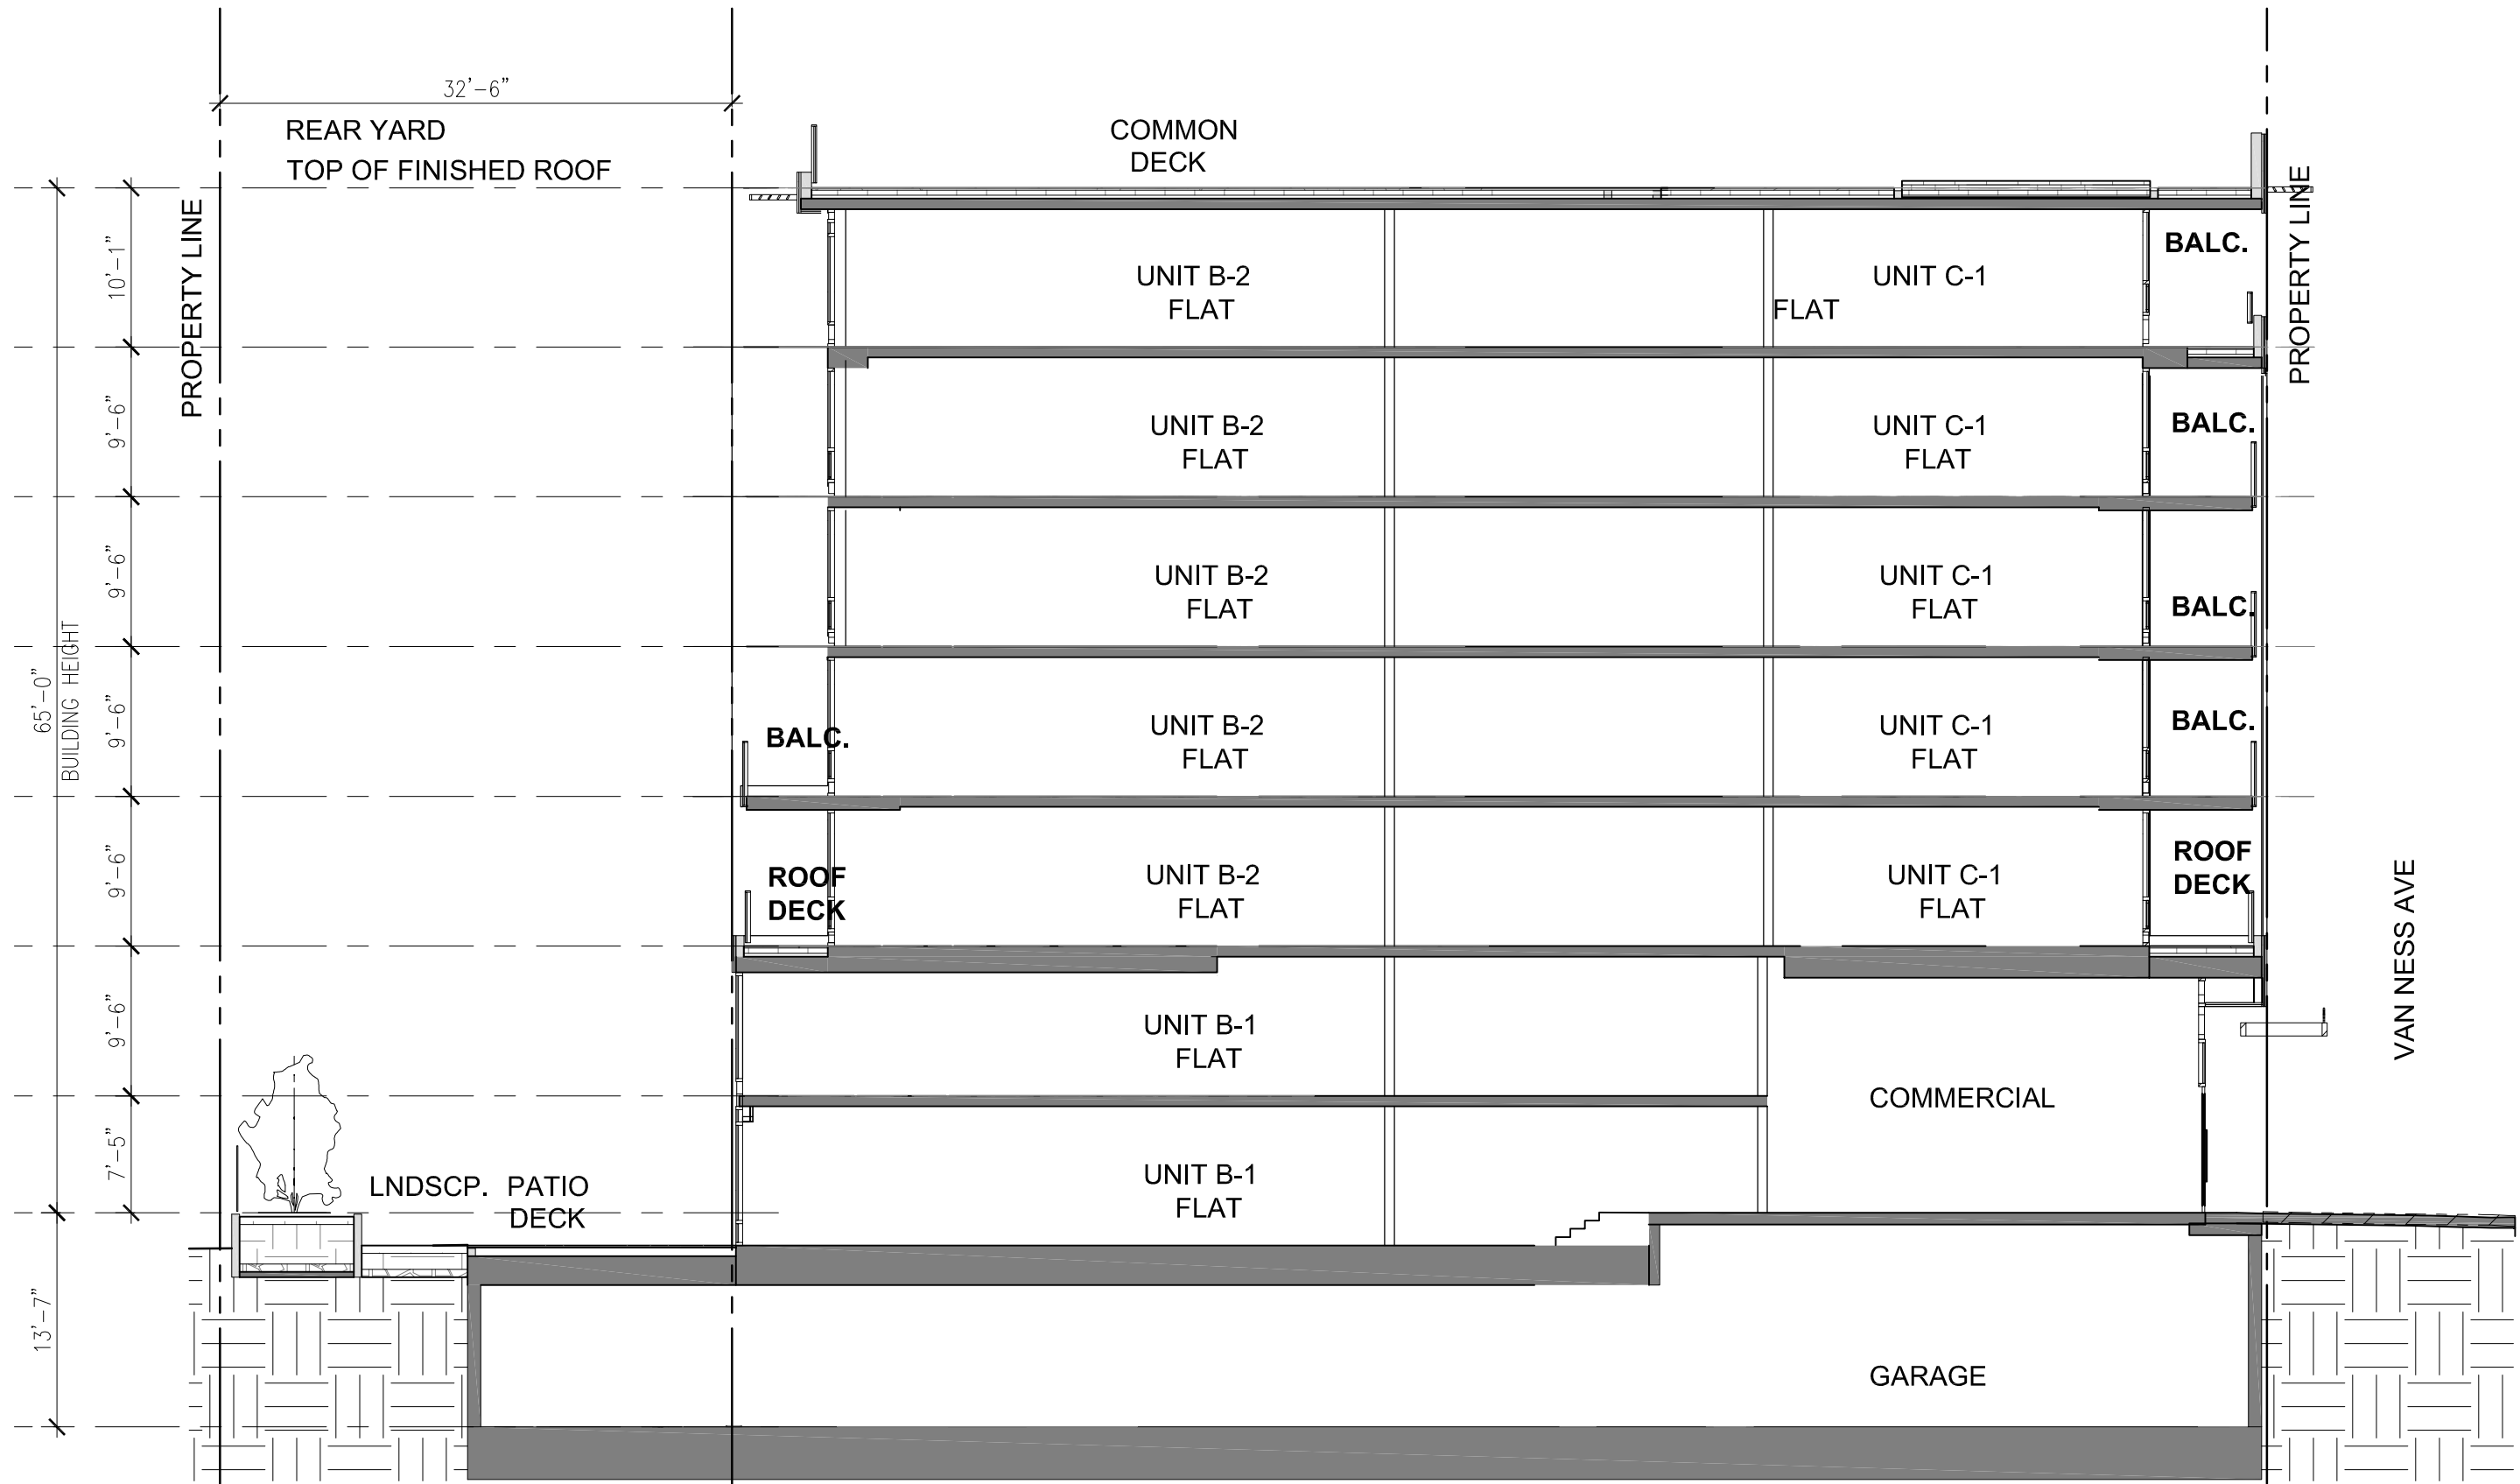 32'-6"
REAR YARD
TOP OF FINISHED ROOF
COMMON
DECK
PROPERTY LINE
PROPERTY LINE
10'-1"
UNIT B-2
FLAT
UNIT C-1
FLAT
BALC.
9'-6"
UNIT B-2
FLAT
UNIT C-1
FLAT
BALC.
9'-6"
UNIT B-2
FLAT
UNIT C-1
FLAT
BALC.
65'-0"
BUILDING HEIGHT
9'-6"
BALC.
UNIT B-2
FLAT
UNIT C-1
FLAT
BALC.
9'-6"
ROOF
DECK
UNIT B-2
FLAT
UNIT C-1
FLAT
ROOF
DECK
VAN NESS AVE
9'-6"
UNIT B-1
FLAT
COMMERCIAL
7'-5"
LNDSCP. PATIO
DECK
UNIT B-1
FLAT
13'-7"
GARAGE